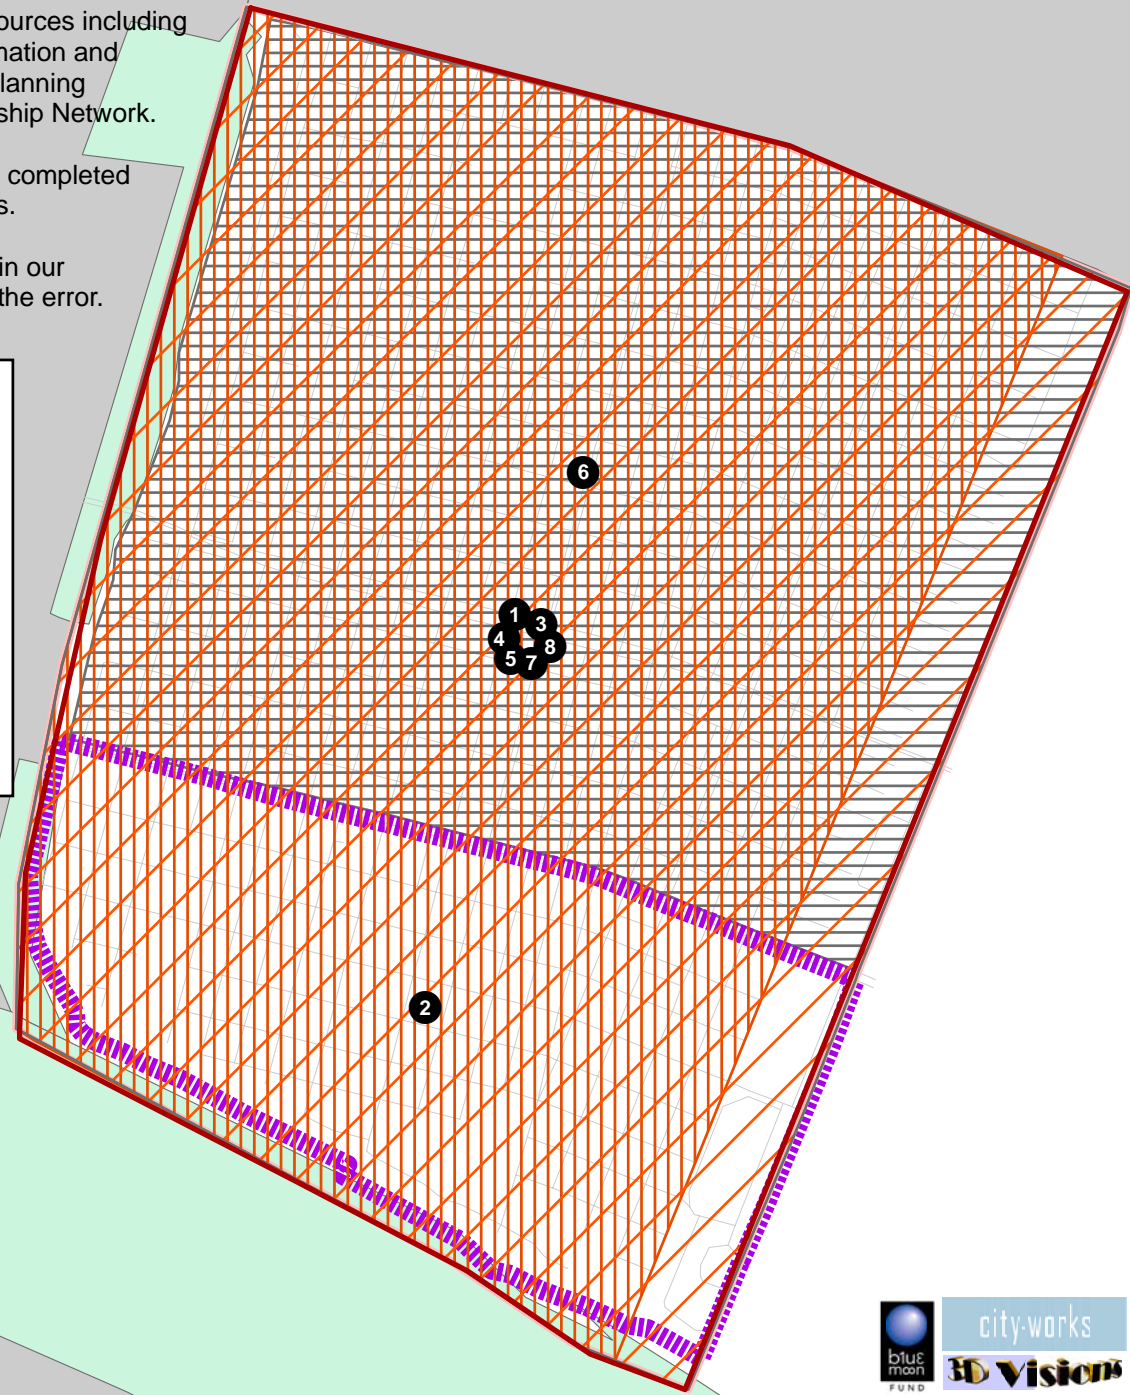 ources including
nation and
lanning
ship Network.
completed
s.
in our
the error.
6
1
3
4
8
5
7
2
blue
moon
FUND
city-works
3D Visions